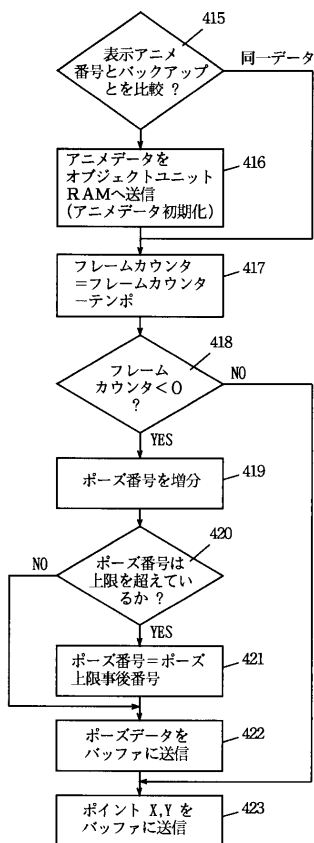 415
表示アニメ
番号とバックアップ
とを比較 ?
同一データ
アニメデータを
オブジェクトユニット
RAMへ送信
(アニメデータ初期化)
416
フレームカウンタ
=フレームカウンタ
-テンポ
417
418
フレーム
カウンタ<0
?
NO
YES
ポーズ番号を増分
419
420
NO
ポーズ番号は
上限を超えてい
るか ?
YES
ポーズ番号=ポーズ
上限事後番号
421
ポーズデータを
バッファに送信
422
ポイント X,Y を
バッファに送信
423